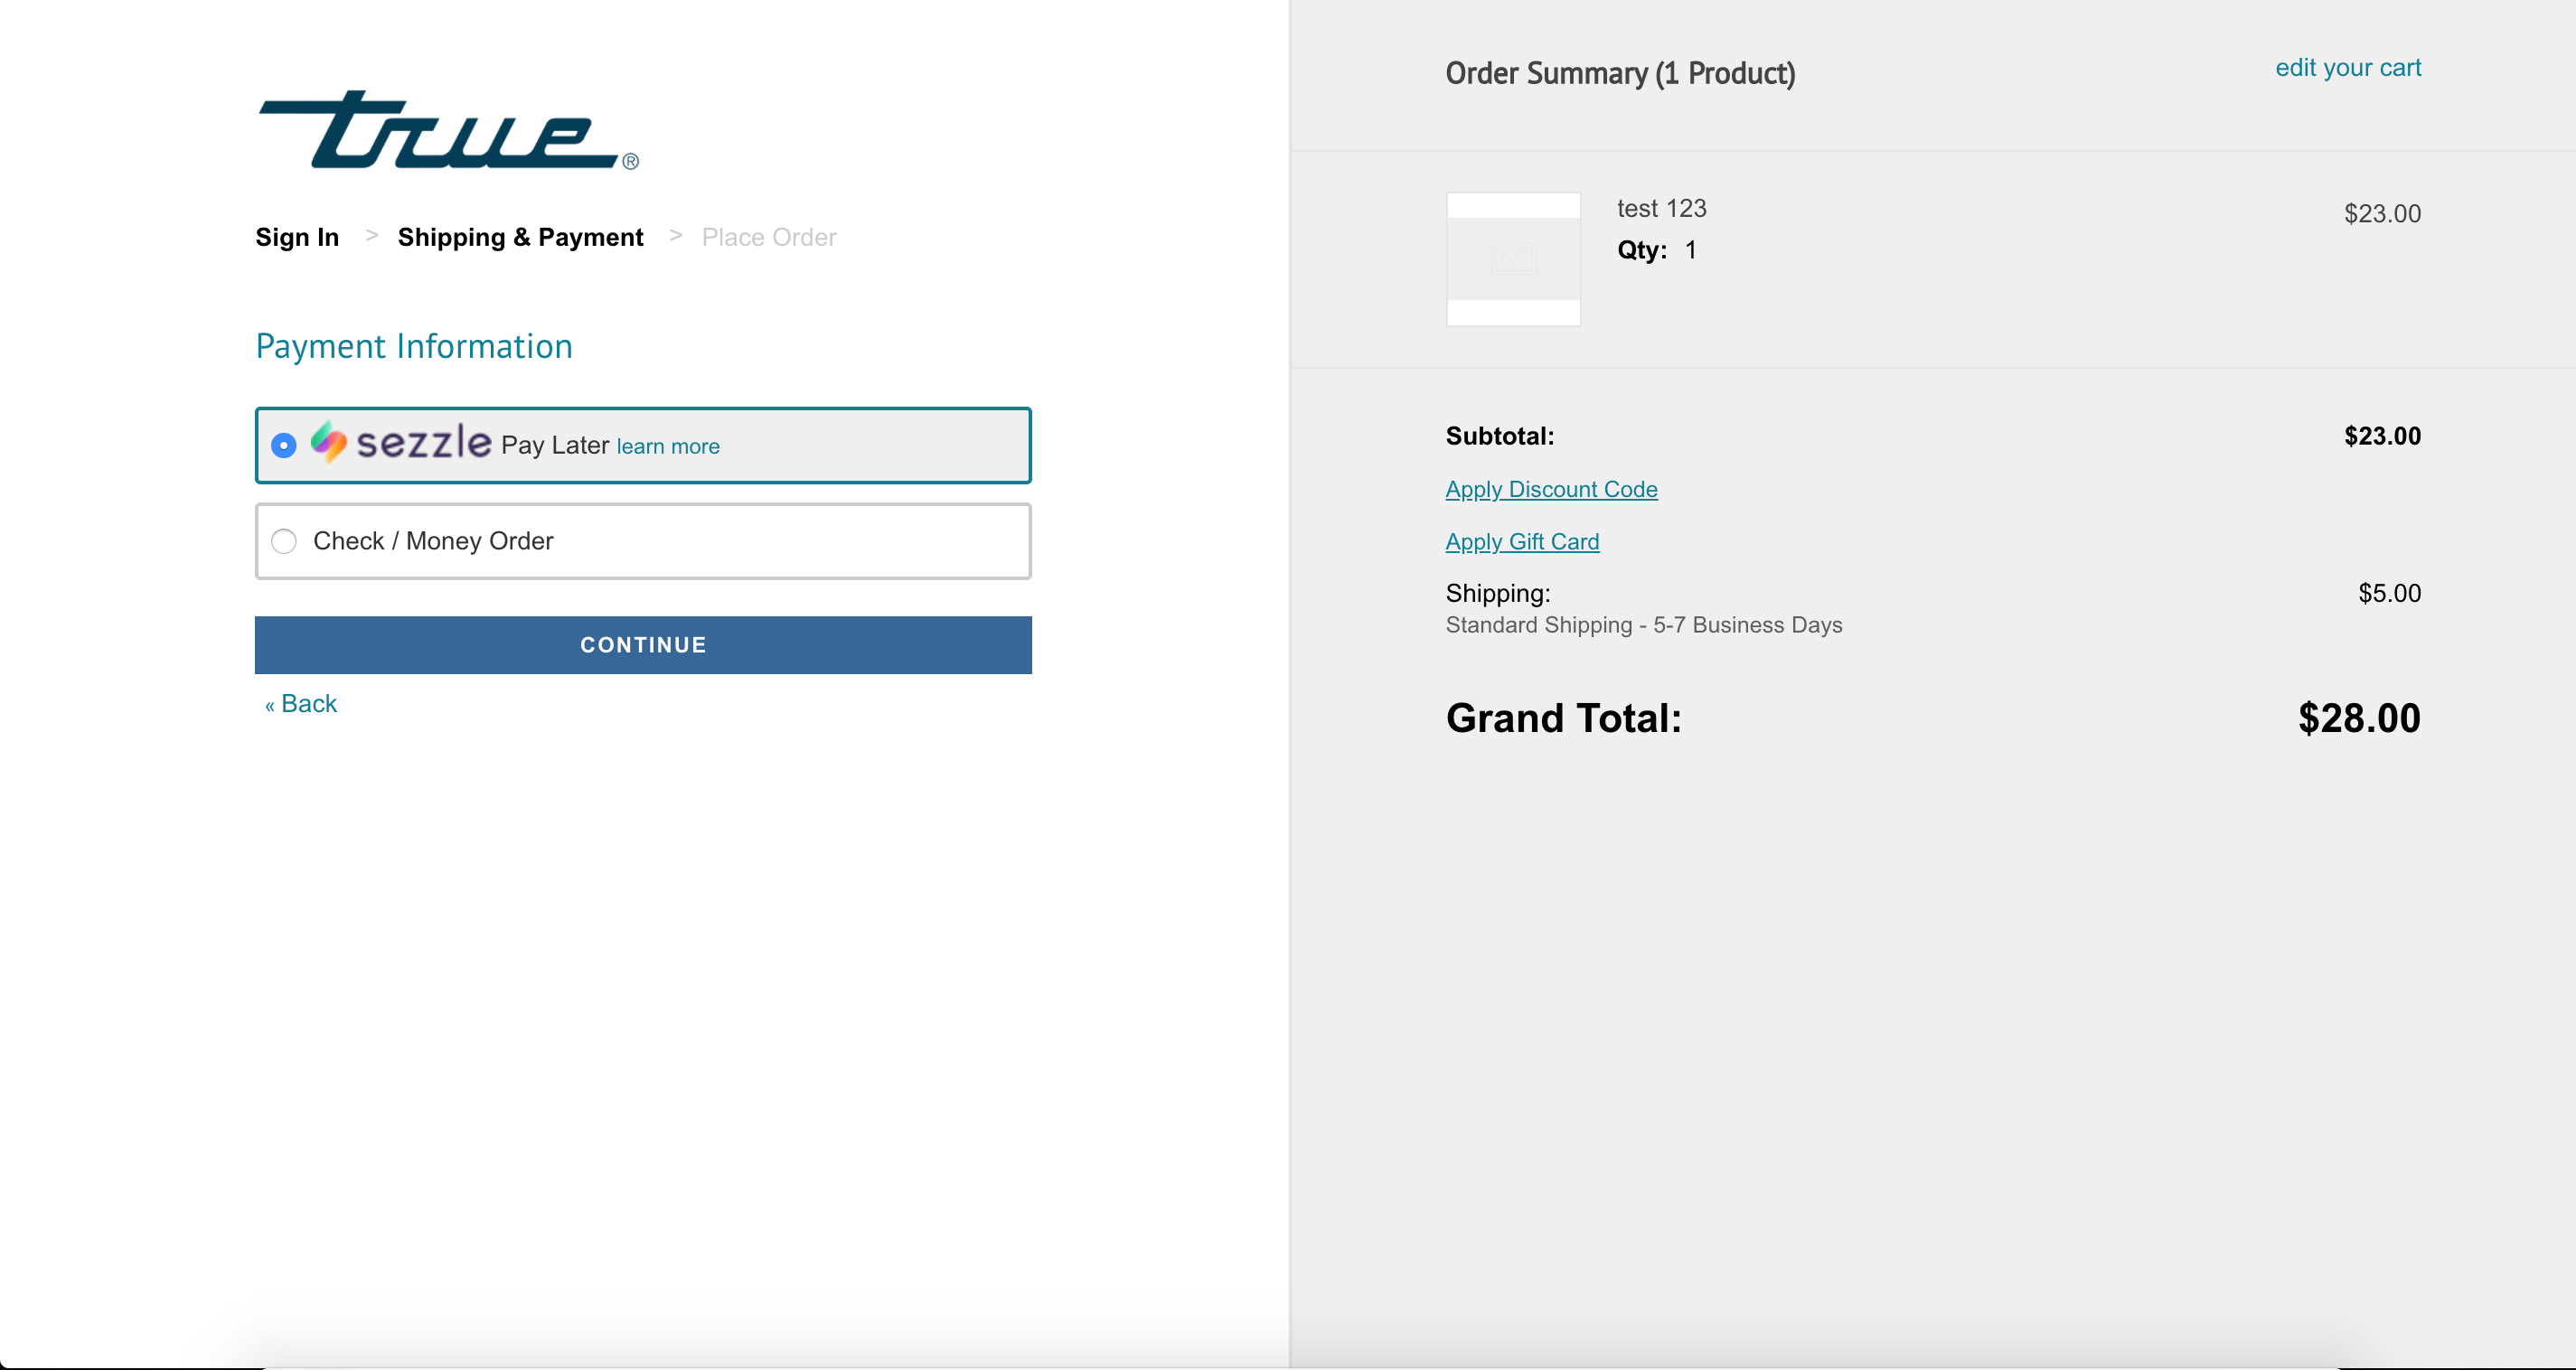 true®
Sign In > Shipping & Payment > Place Order
Payment Information
sezzle Pay Later learn more
Check / Money Order
CONTINUE
« Back
Order Summary (1 Product)
edit your cart
test 123
$23.00
Qty: 1
Subtotal: $23.00
Apply Discount Code
Apply Gift Card
Shipping: $5.00
Standard Shipping - 5-7 Business Days
Grand Total: $28.00